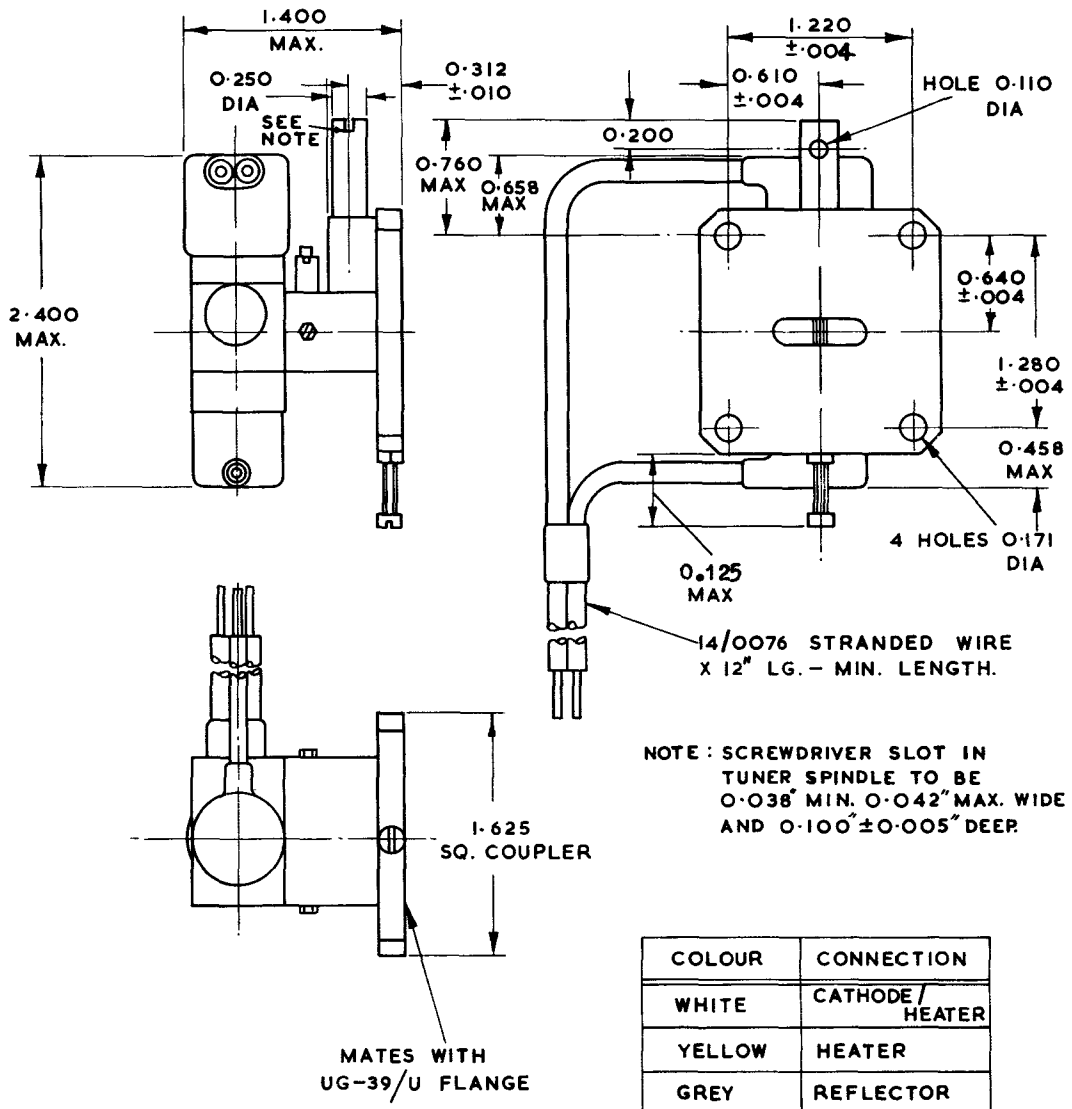 1·400
MAX.
0·250
DIA
0·312
±·010
SEE
NOTE
2·400
MAX.
1·220
±·004
0·610
±·004
HOLE 0·110
DIA
0·200
0·760
MAX
0·658
MAX
0·640
±·004
1·280
±·004
0·458
MAX
4 HOLES 0·171
DIA
0.125
MAX
14/0076 STRANDED WIRE
X 12" LG. – MIN. LENGTH.
NOTE : SCREWDRIVER SLOT IN
TUNER SPINDLE TO BE
0·038" MIN. 0·042" MAX. WIDE
AND 0·100" ±0·005" DEEP.
1·625
SQ. COUPLER
MATES WITH
UG-39/U FLANGE
COLOUR CONNECTION
WHITE CATHODE/
HEATER
YELLOW HEATER
GREY REFLECTOR